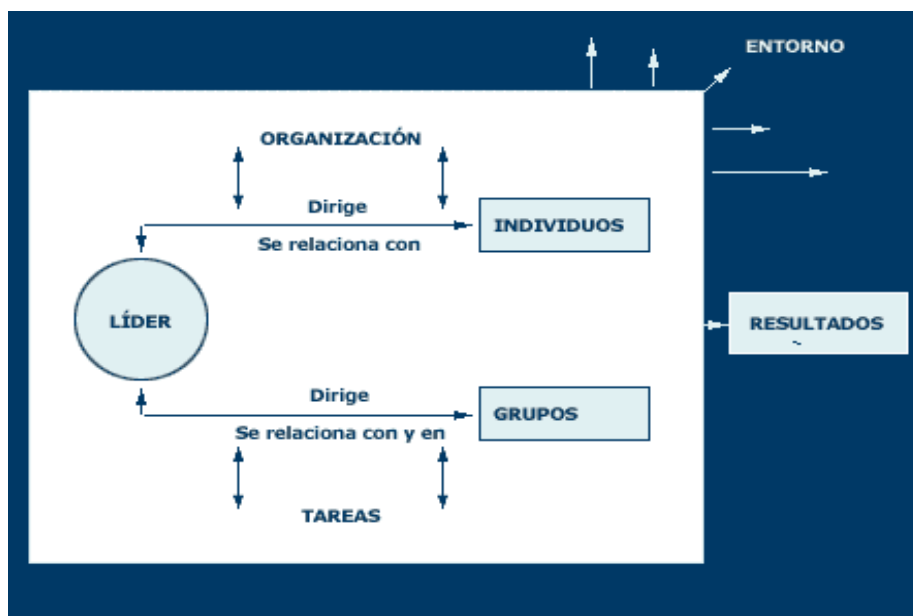 ENTORNO
ORGANIZACIÓN
Dirige
INDIVIDUOS
Se relaciona con
LÍDER
RESULTADOS
~
Dirige
GRUPOS
Se relaciona con y en
TAREAS